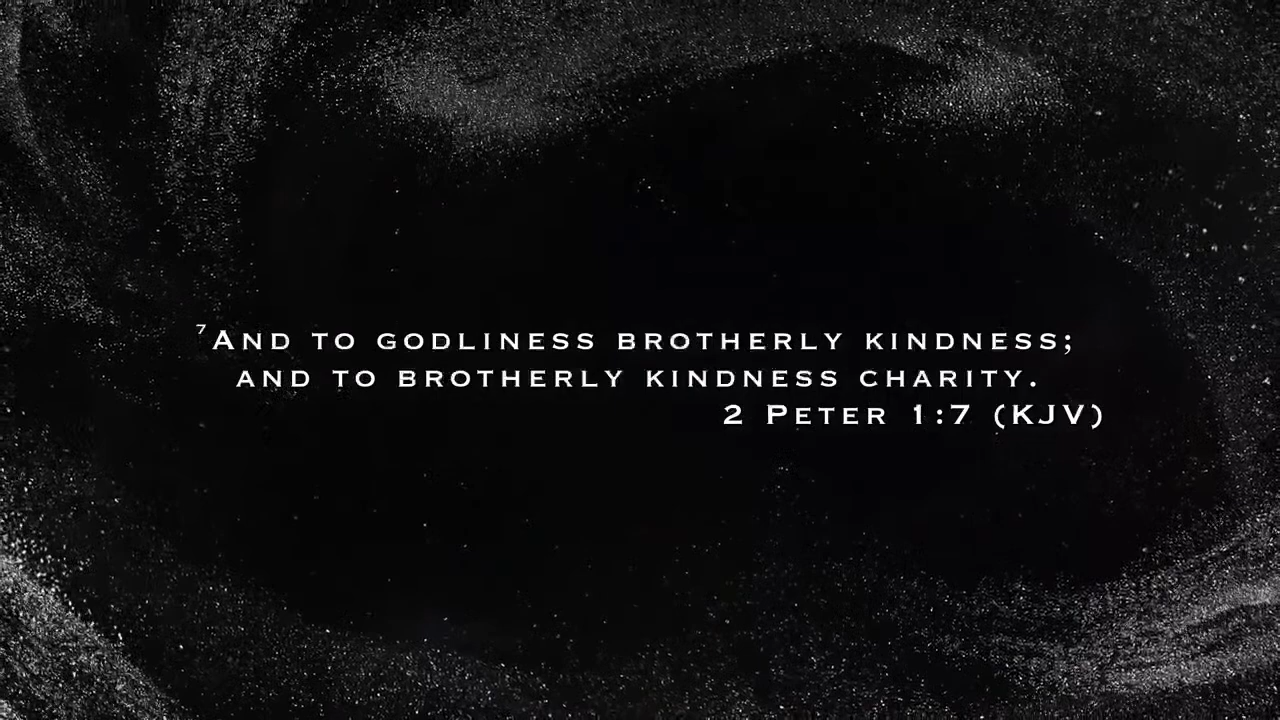 ⁷And to godliness brotherly kindness;
and to brotherly kindness charity.
2 Peter 1:7 (KJV)